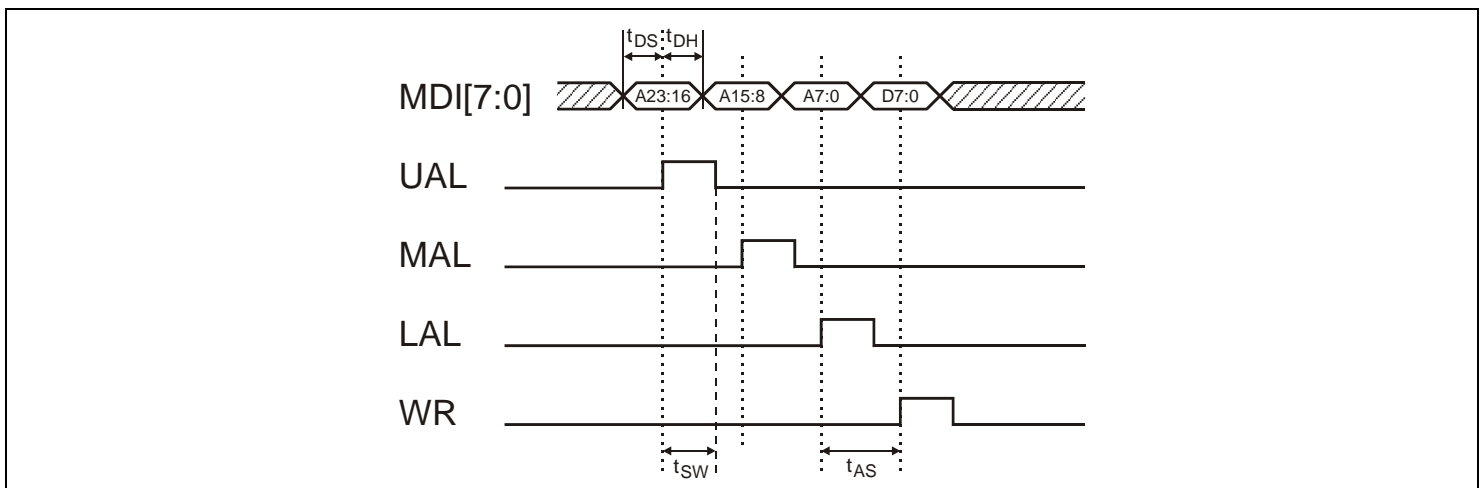 tDS tDH
MDI[7:0] A23:16 A15:8 A7:0 D7:0
UAL
MAL
LAL
WR
tSW tAS